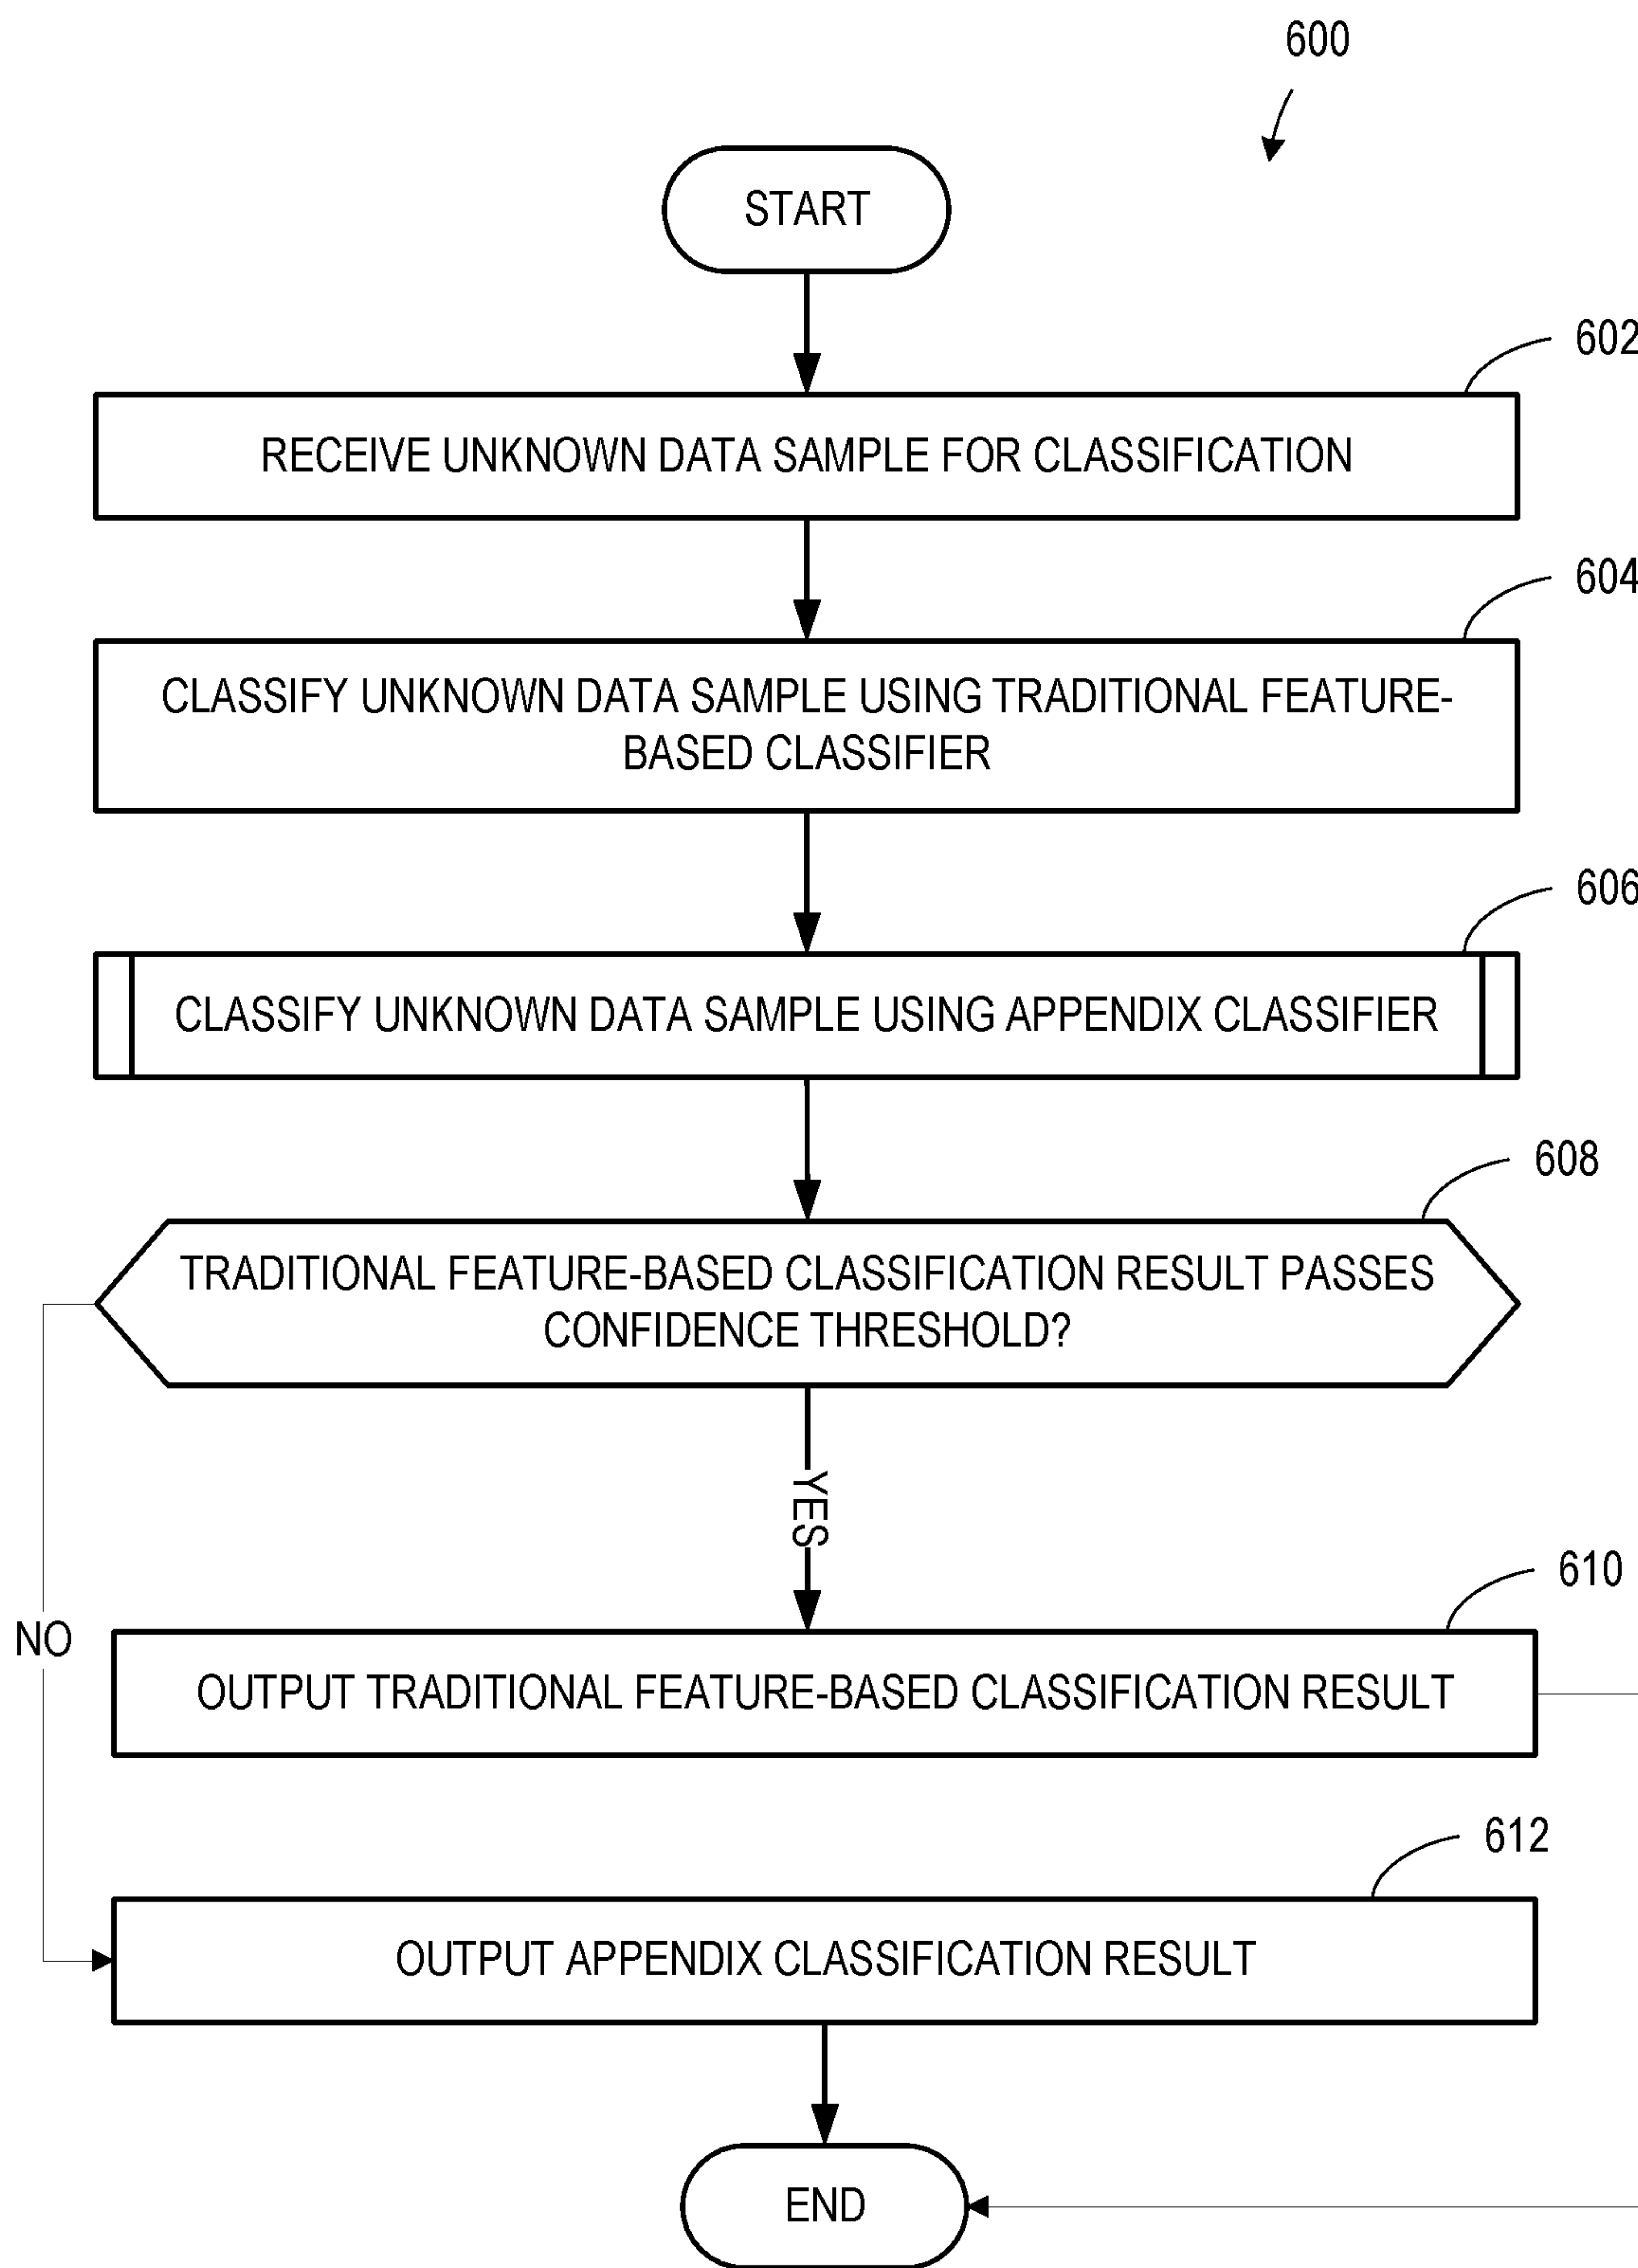 600
START
602
RECEIVE UNKNOWN DATA SAMPLE FOR CLASSIFICATION
604
CLASSIFY UNKNOWN DATA SAMPLE USING TRADITIONAL FEATURE-
BASED CLASSIFIER
606
CLASSIFY UNKNOWN DATA SAMPLE USING APPENDIX CLASSIFIER
608
TRADITIONAL FEATURE-BASED CLASSIFICATION RESULT PASSES
CONFIDENCE THRESHOLD?
YES
610
NO
OUTPUT TRADITIONAL FEATURE-BASED CLASSIFICATION RESULT
612
OUTPUT APPENDIX CLASSIFICATION RESULT
END